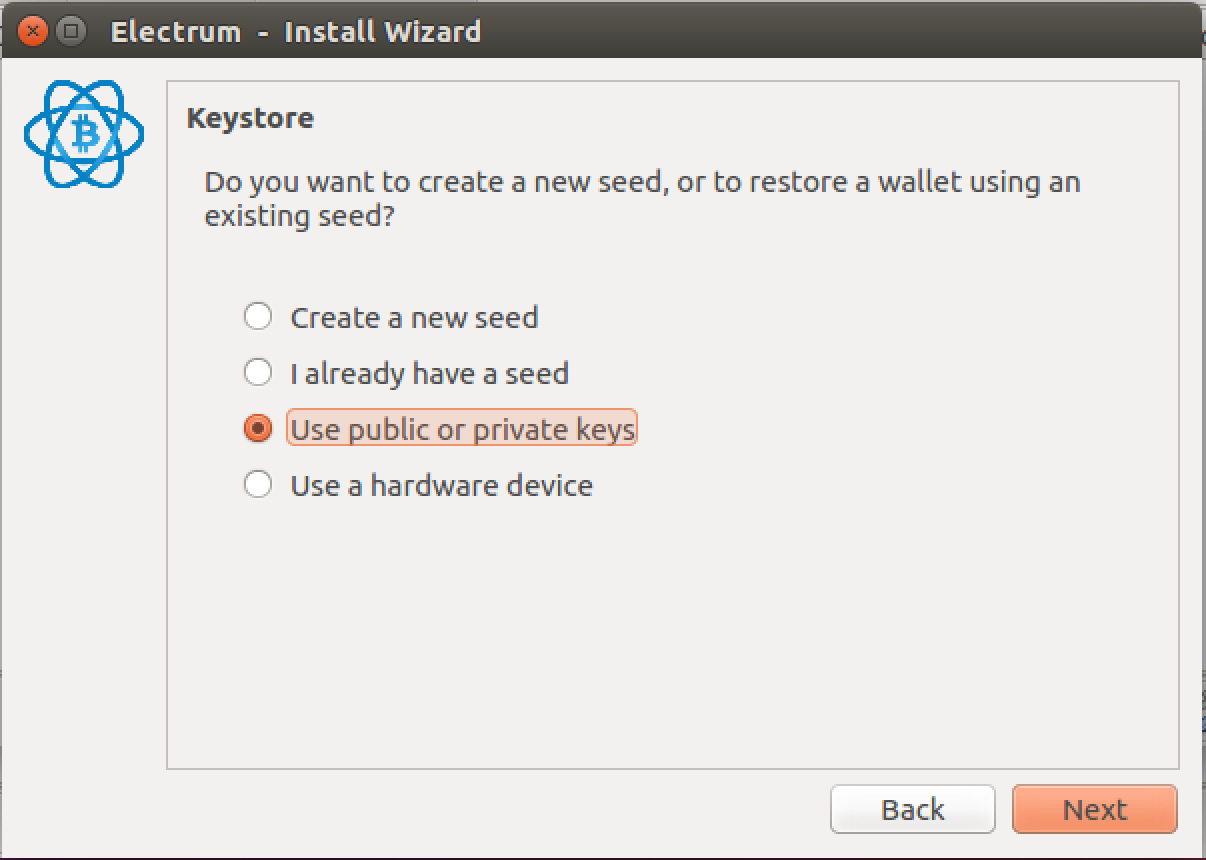 Electrum - Install Wizard
Keystore
Do you want to create a new seed, or to restore a wallet using an
existing seed?
Create a new seed
I already have a seed
Use public or private keys
Use a hardware device
Back
Next